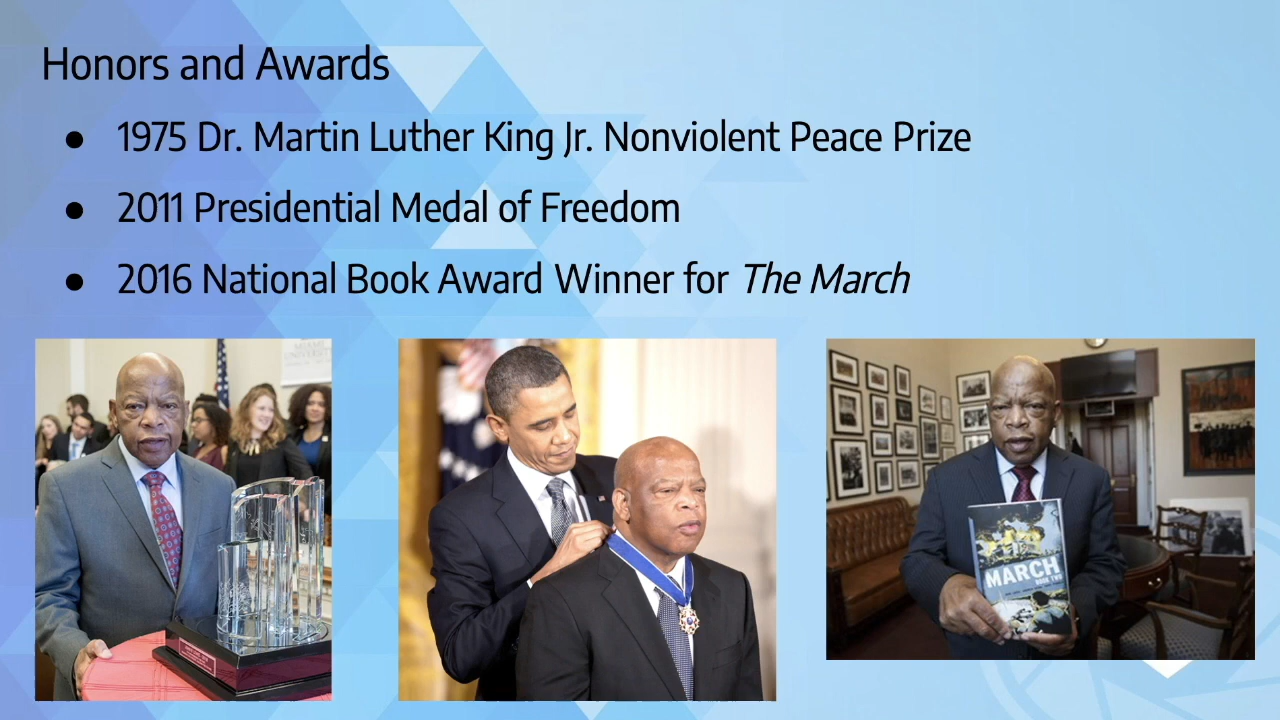 Honors and Awards
● 1975 Dr. Martin Luther King Jr. Nonviolent Peace Prize
● 2011 Presidential Medal of Freedom
● 2016 National Book Award Winner for The March
UNIVERSITY
MARCH
BOOK TWO